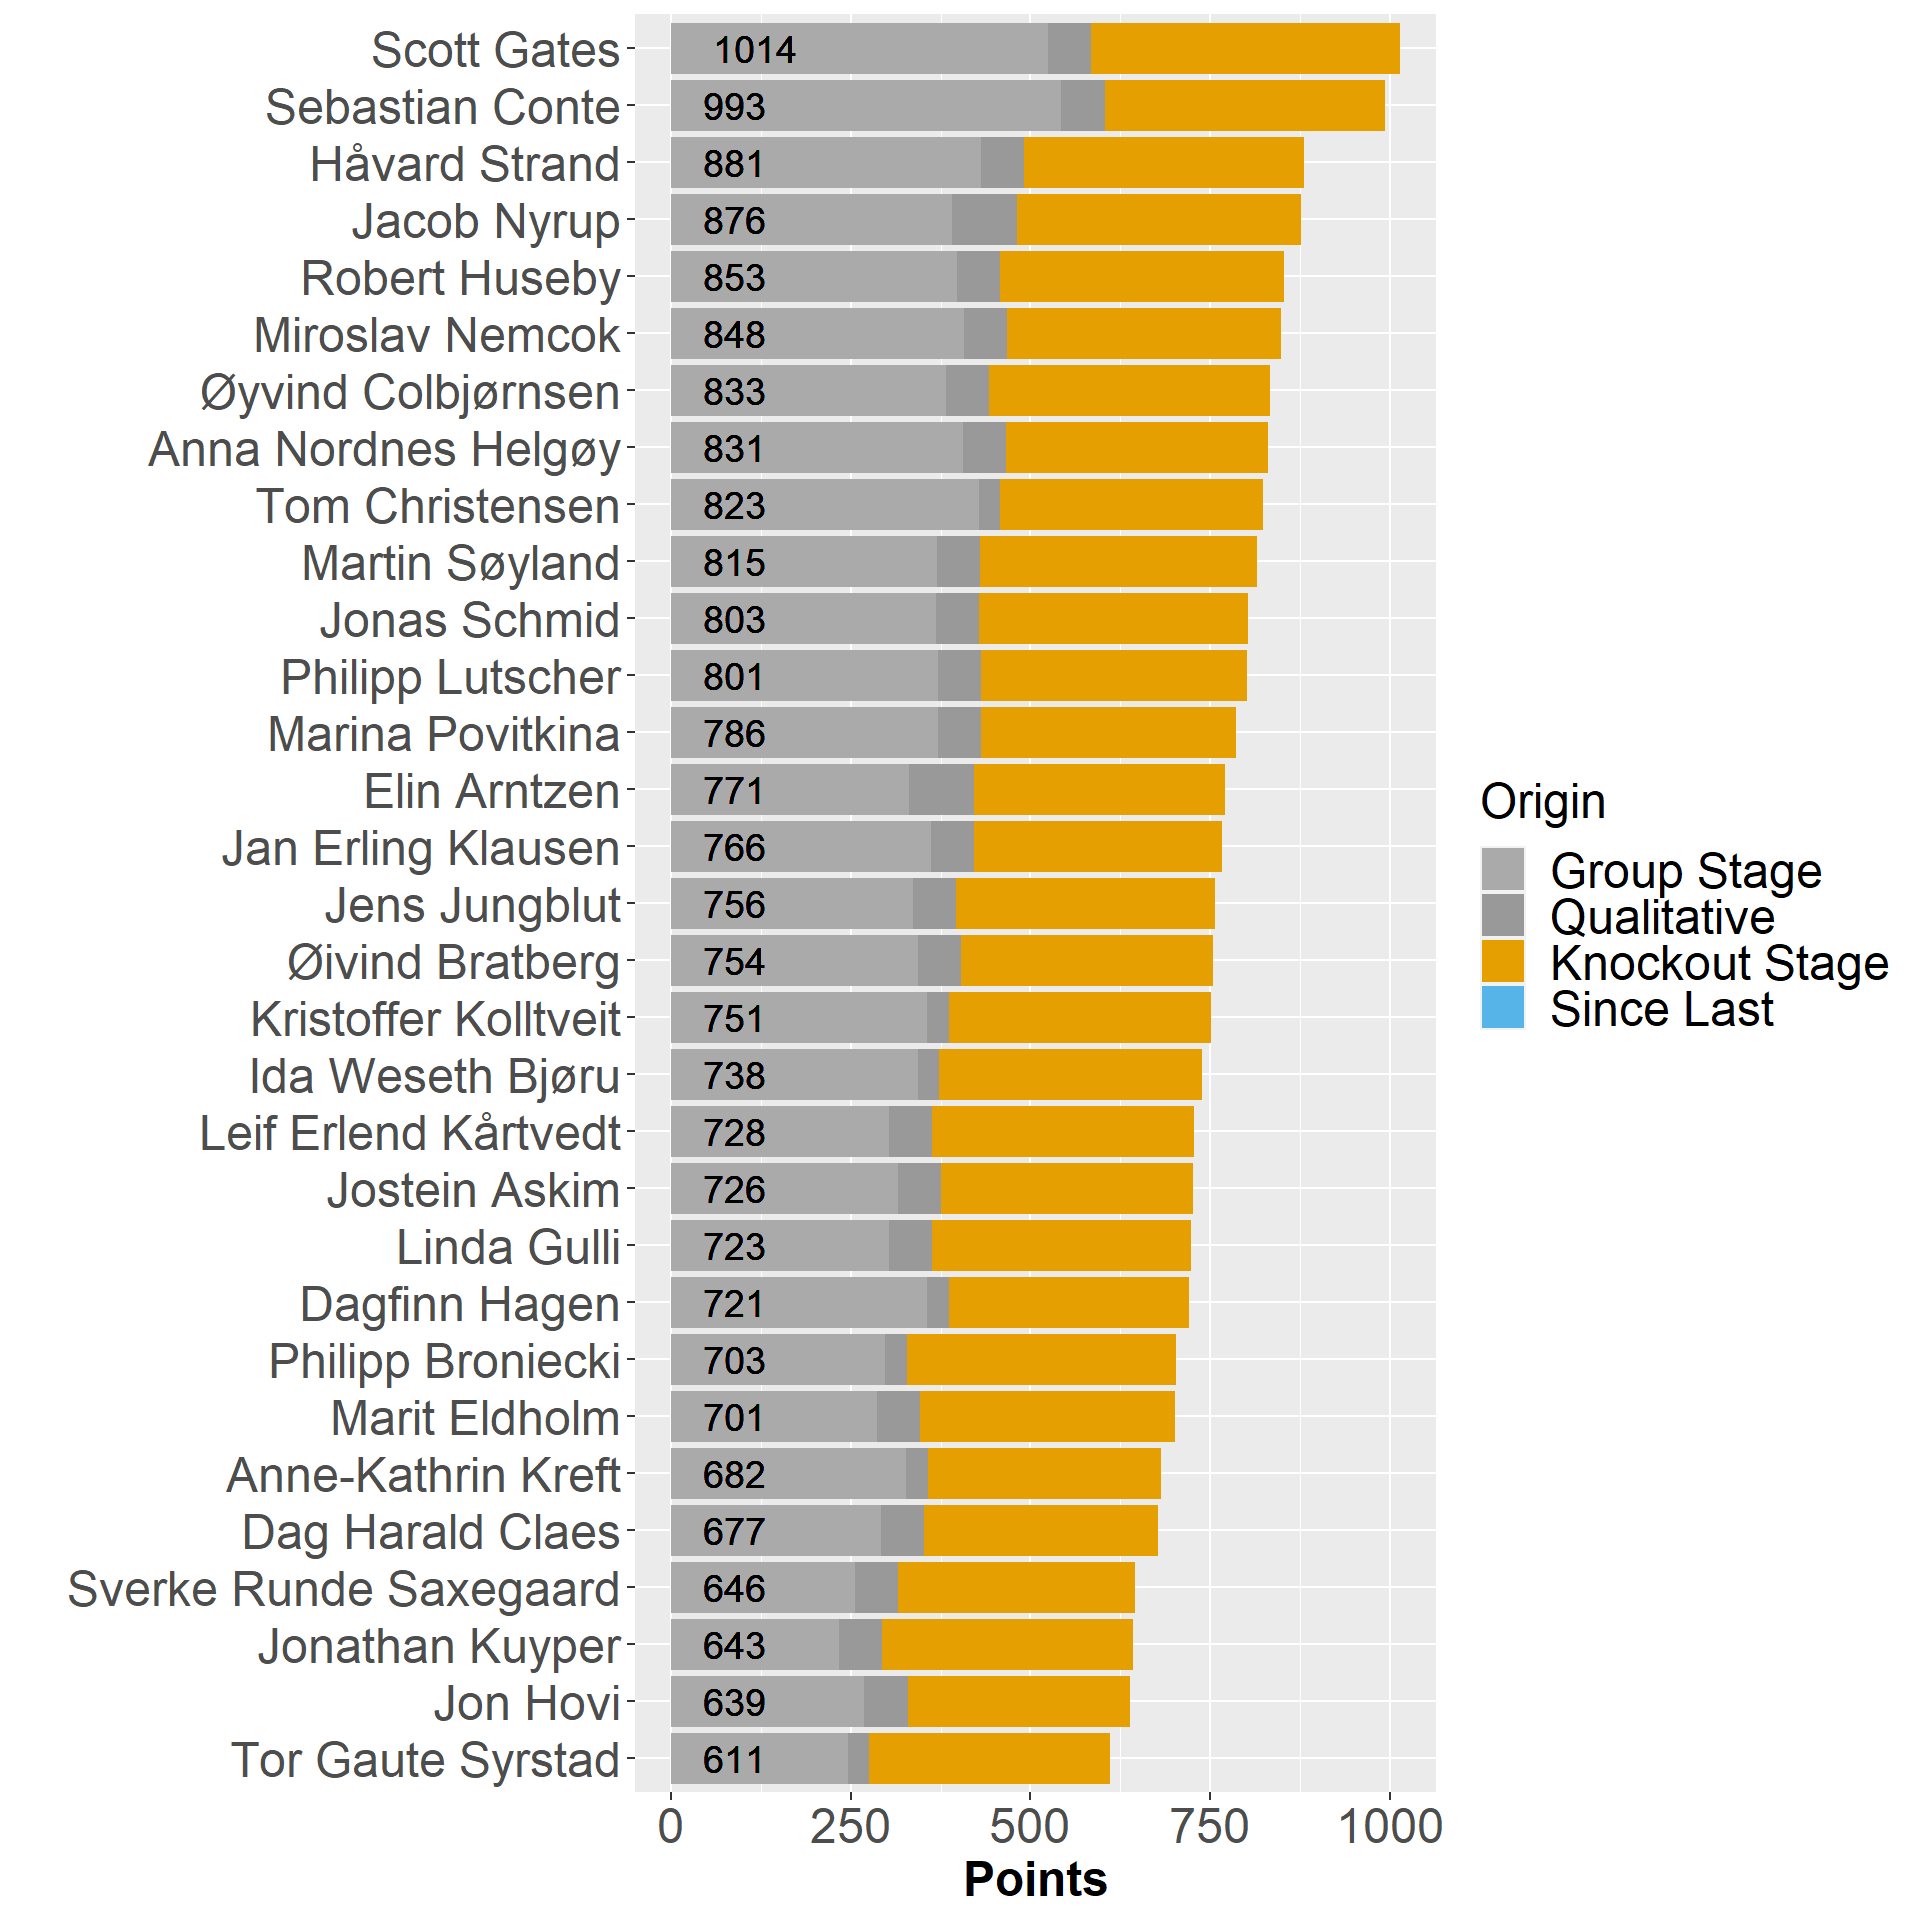 Scott Gates 1014
Sebastian Conte 993
Håvard Strand 881
Jacob Nyrup 876
Robert Huseby 853
Miroslav Nemcok 848
Øyvind Colbjørnsen 833
Anna Nordnes Helgøy 831
Tom Christensen 823
Martin Søyland 815
Jonas Schmid 803
Philipp Lutscher 801
Marina Povitkina 786
Elin Arntzen 771
Jan Erling Klausen 766
Jens Jungblut 756
Øivind Bratberg 754
Kristoffer Kolltveit 751
Ida Weseth Bjøru 738
Leif Erlend Kårtvedt 728
Jostein Askim 726
Linda Gulli 723
Dagfinn Hagen 721
Philipp Broniecki 703
Marit Eldholm 701
Anne-Kathrin Kreft 682
Dag Harald Claes 677
Sverke Runde Saxegaard 646
Jonathan Kuyper 643
Jon Hovi 639
Tor Gaute Syrstad 611
0 250 500 750 1000
Points
Origin
Group Stage
Qualitative
Knockout Stage
Since Last